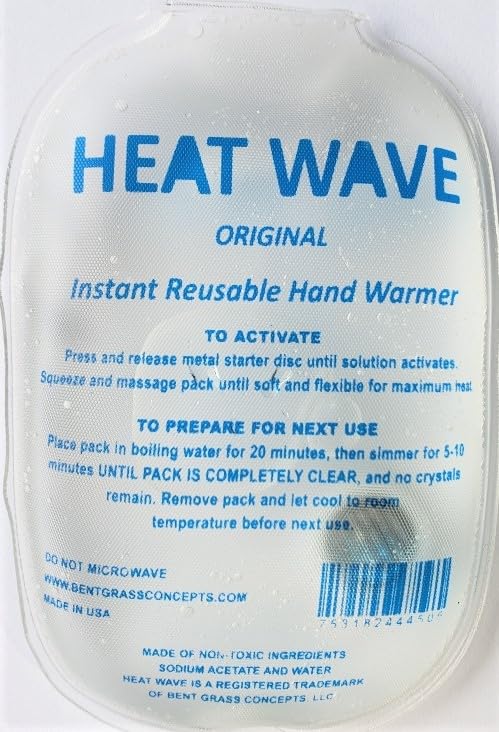 HEAT WAVE
ORIGINAL
Instant Reusable Hand Warmer
TO ACTIVATE
Press and release metal starter disc until solution activates.
Squeeze and massage pack until soft and flexible for maximum heat
TO PREPARE FOR NEXT USE
Place pack in boiling water for 20 minutes, then simmer for 5-10
minutes UNTIL PACK IS COMPLETELY CLEAR, and no crystals
remain. Remove pack and let cool to room
temperature before next use.
DO NOT MICROWAVE
WWW.BENTGRASSCONCEPTS.COM
MADE IN USA
MADE OF NON-TOXIC INGREDIENTS
SODIUM ACETATE AND WATER
HEAT WAVE IS A REGISTERED TRADEMARK
OF BENT GRASS CONCEPTS, LLC